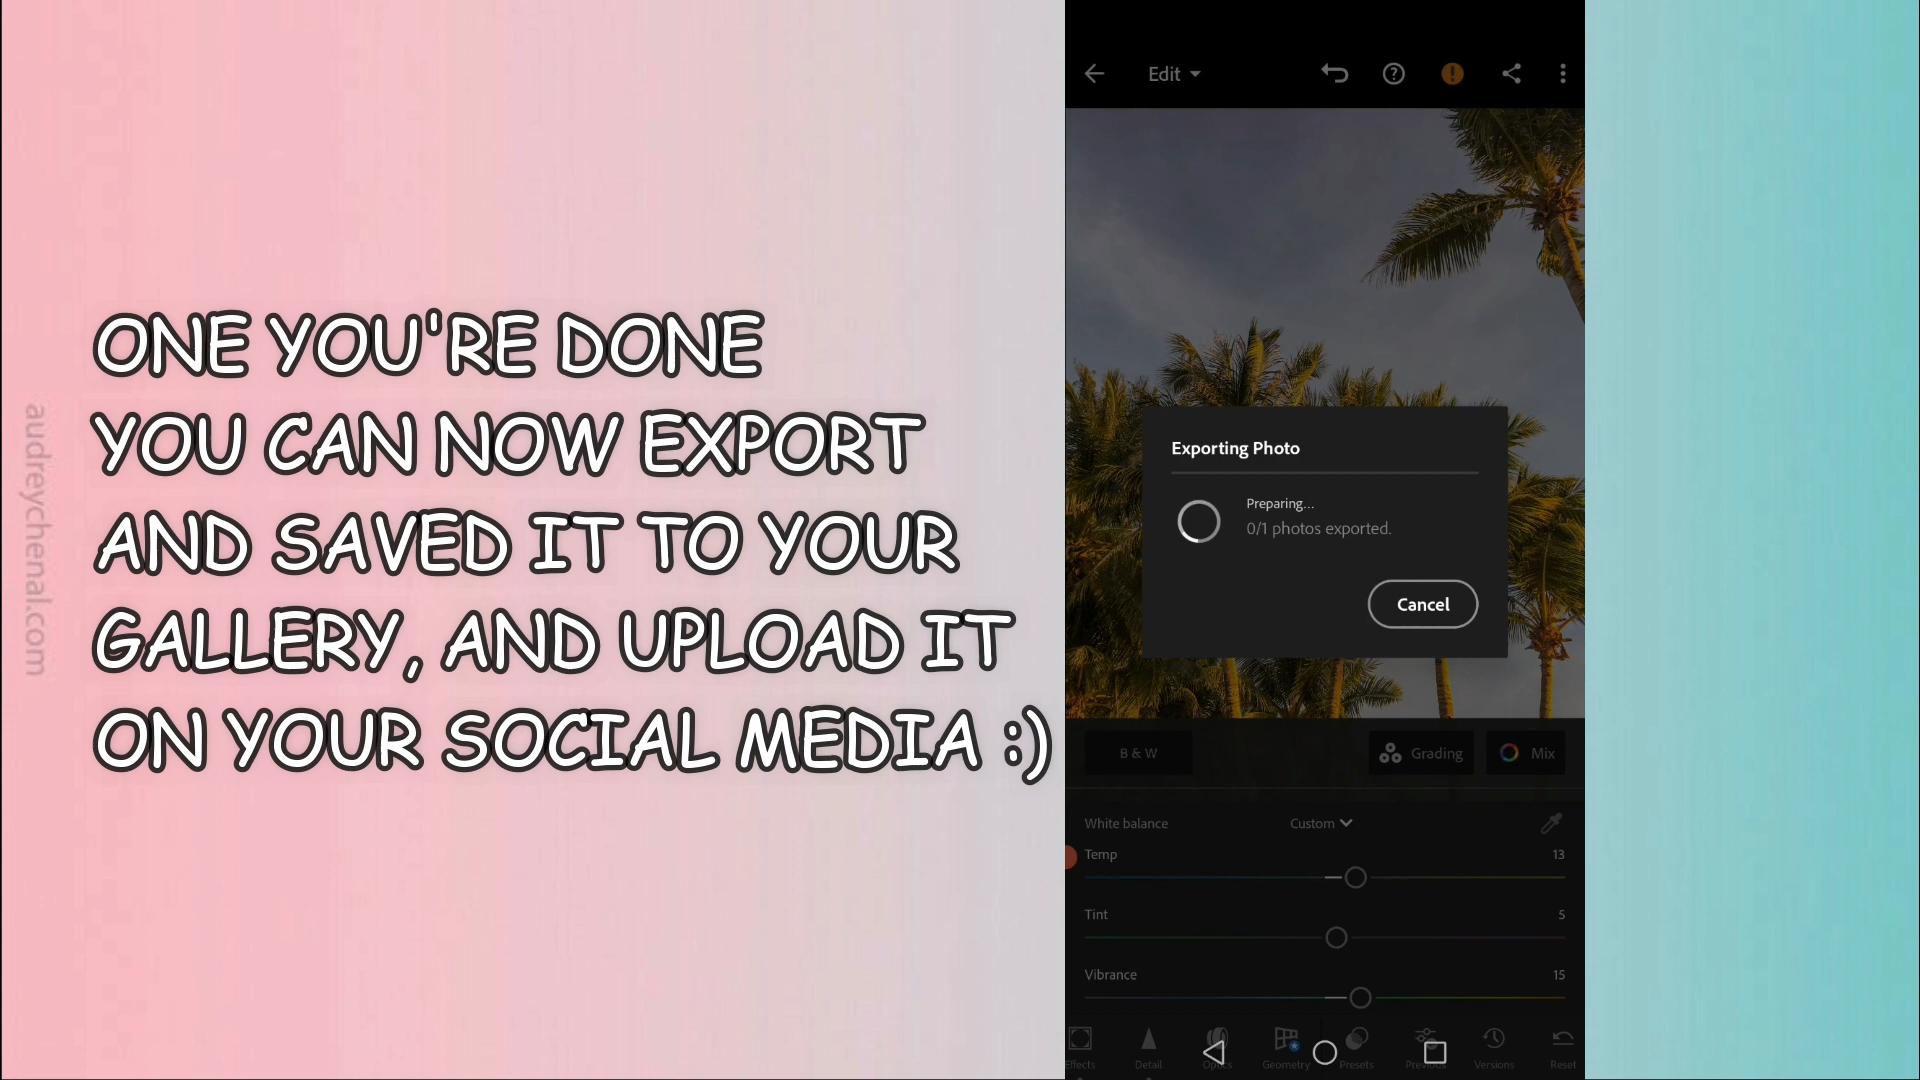 ONE YOU'RE DONE
YOU CAN NOW EXPORT
AND SAVED IT TO YOUR
GALLERY, AND UPLOAD IT
ON YOUR SOCIAL MEDIA :)
audreychenal.com
Edit
Exporting Photo
Preparing...
0/1 photos exported.
Cancel
B & W
Grading
Mix
White balance
Custom
Temp
13
Tint
5
Vibrance
15
Effects
Detail
Optics
Geometry
Presets
Previous
Versions
Reset